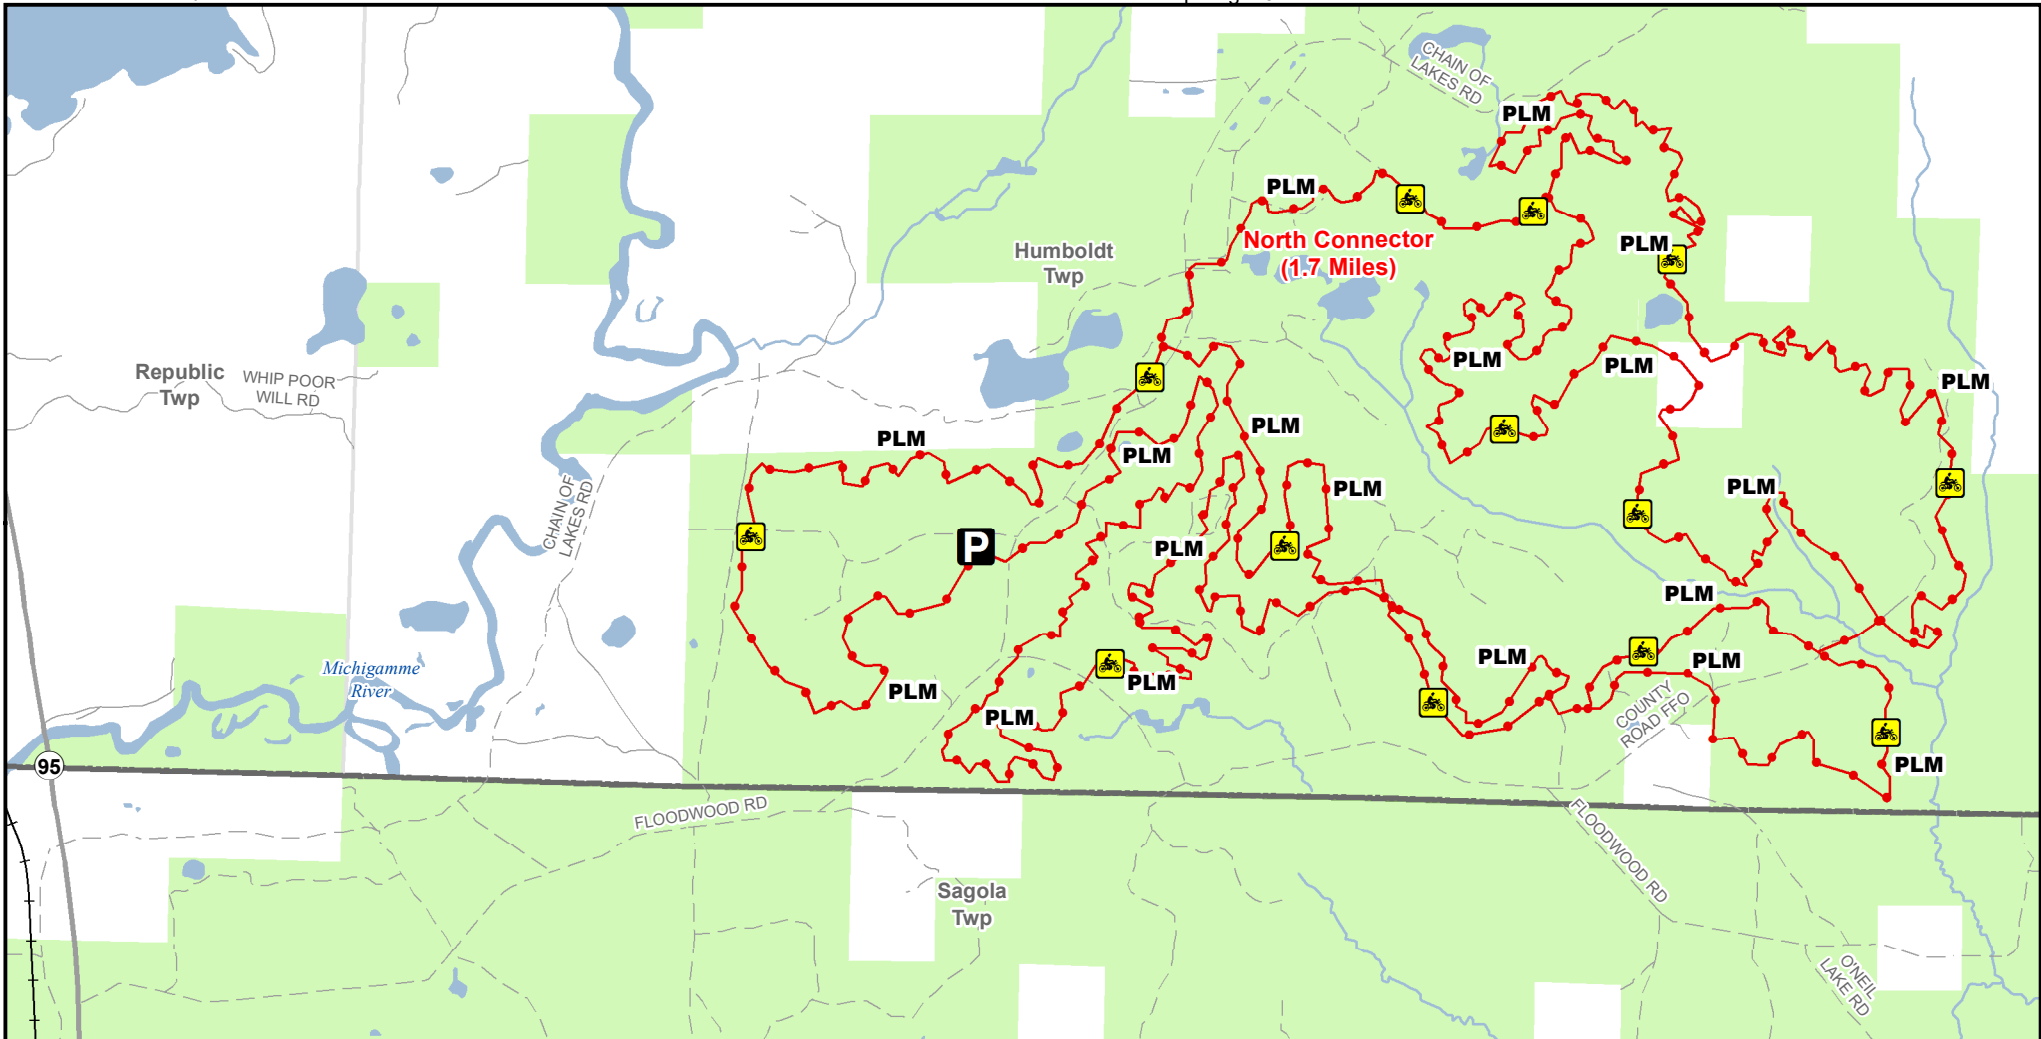 CHAIN OF
LAKES RD
PLM
PLM
North Connector
(1.7 Miles)
PLM
Humboldt
Twp
Republic
Twp
WHIP POOR
WILL RD
PLM
PLM
PLM
PLM
PLM
PLM
PLM
PLM
CHAIN OF
LAKES RD
P
PLM
PLM
PLM
PLM
PLM
Michigamme
River
PLM
PLM
PLM
COUNTY
ROAD FFO
PLM
95
FLOODWOOD RD
FLOODWOOD RD
Sagola
Twp
O'NEIL
LAKE RD